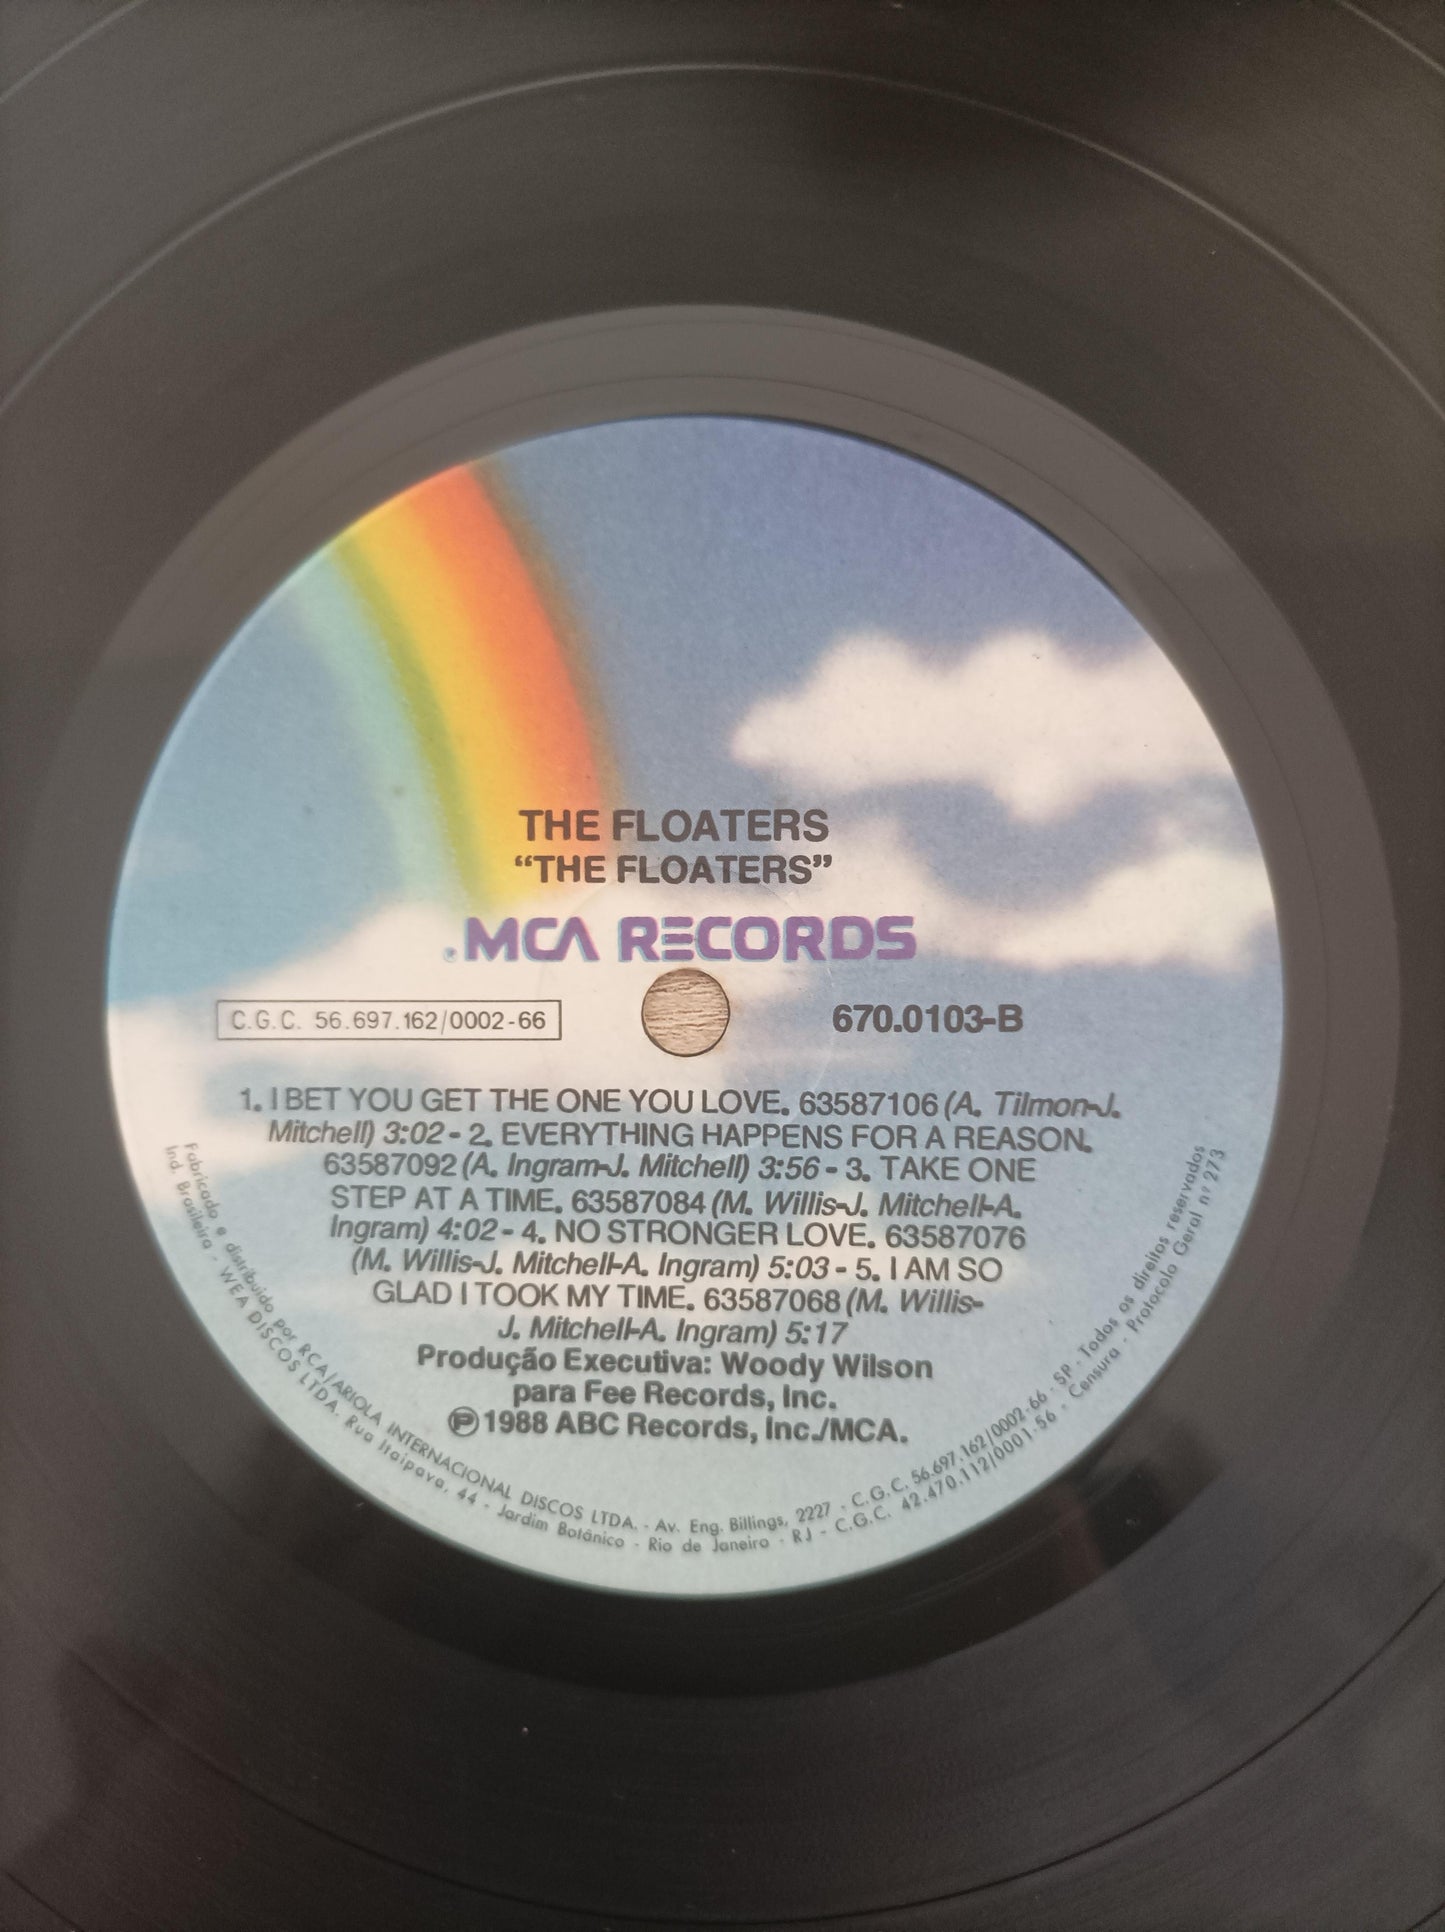 THE FLOATERS
“THE FLOATERS”
® MCA RECORDS
C.G.C. 56.697.162/0002-66
670.0103-B
1. I BET YOU GET THE ONE YOU LOVE. 63587106 (A. Tilmon-J.
Mitchell) 3:02 - 2. EVERYTHING HAPPENS FOR A REASON.
63587092 (A. Ingram-J. Mitchell) 3:56 - 3. TAKE ONE
STEP AT A TIME. 63587084 (M. Willis-J. Mitchell-A.
Ingram) 4:02 - 4. NO STRONGER LOVE. 63587076
(M. Willis-J. Mitchell-A. Ingram) 5:03 - 5. I AM SO
GLAD I TOOK MY TIME. 63587068 (M. Willis-
J. Mitchell-A. Ingram) 5:17
Produção Executiva: Woody Wilson
para Fee Records, Inc.
℗ 1988 ABC Records, Inc./MCA.
Fabricado e distribuido por RCA/ARIOLA INTERNACIONAL DISCOS LTDA. - Av. Eng. Billings, 2227 - C.G.C. 56.697.162/0002-66 - SP - Todos os direitos reservados
Ind. Brasileira - WEA DISCOS LTDA. Rua Itaipava, 44 - Jardim Botânico - Rio de Janeiro - RJ - C.G.C. 42.470.112/0001-56 - Censura - Protocolo Geral nº 273